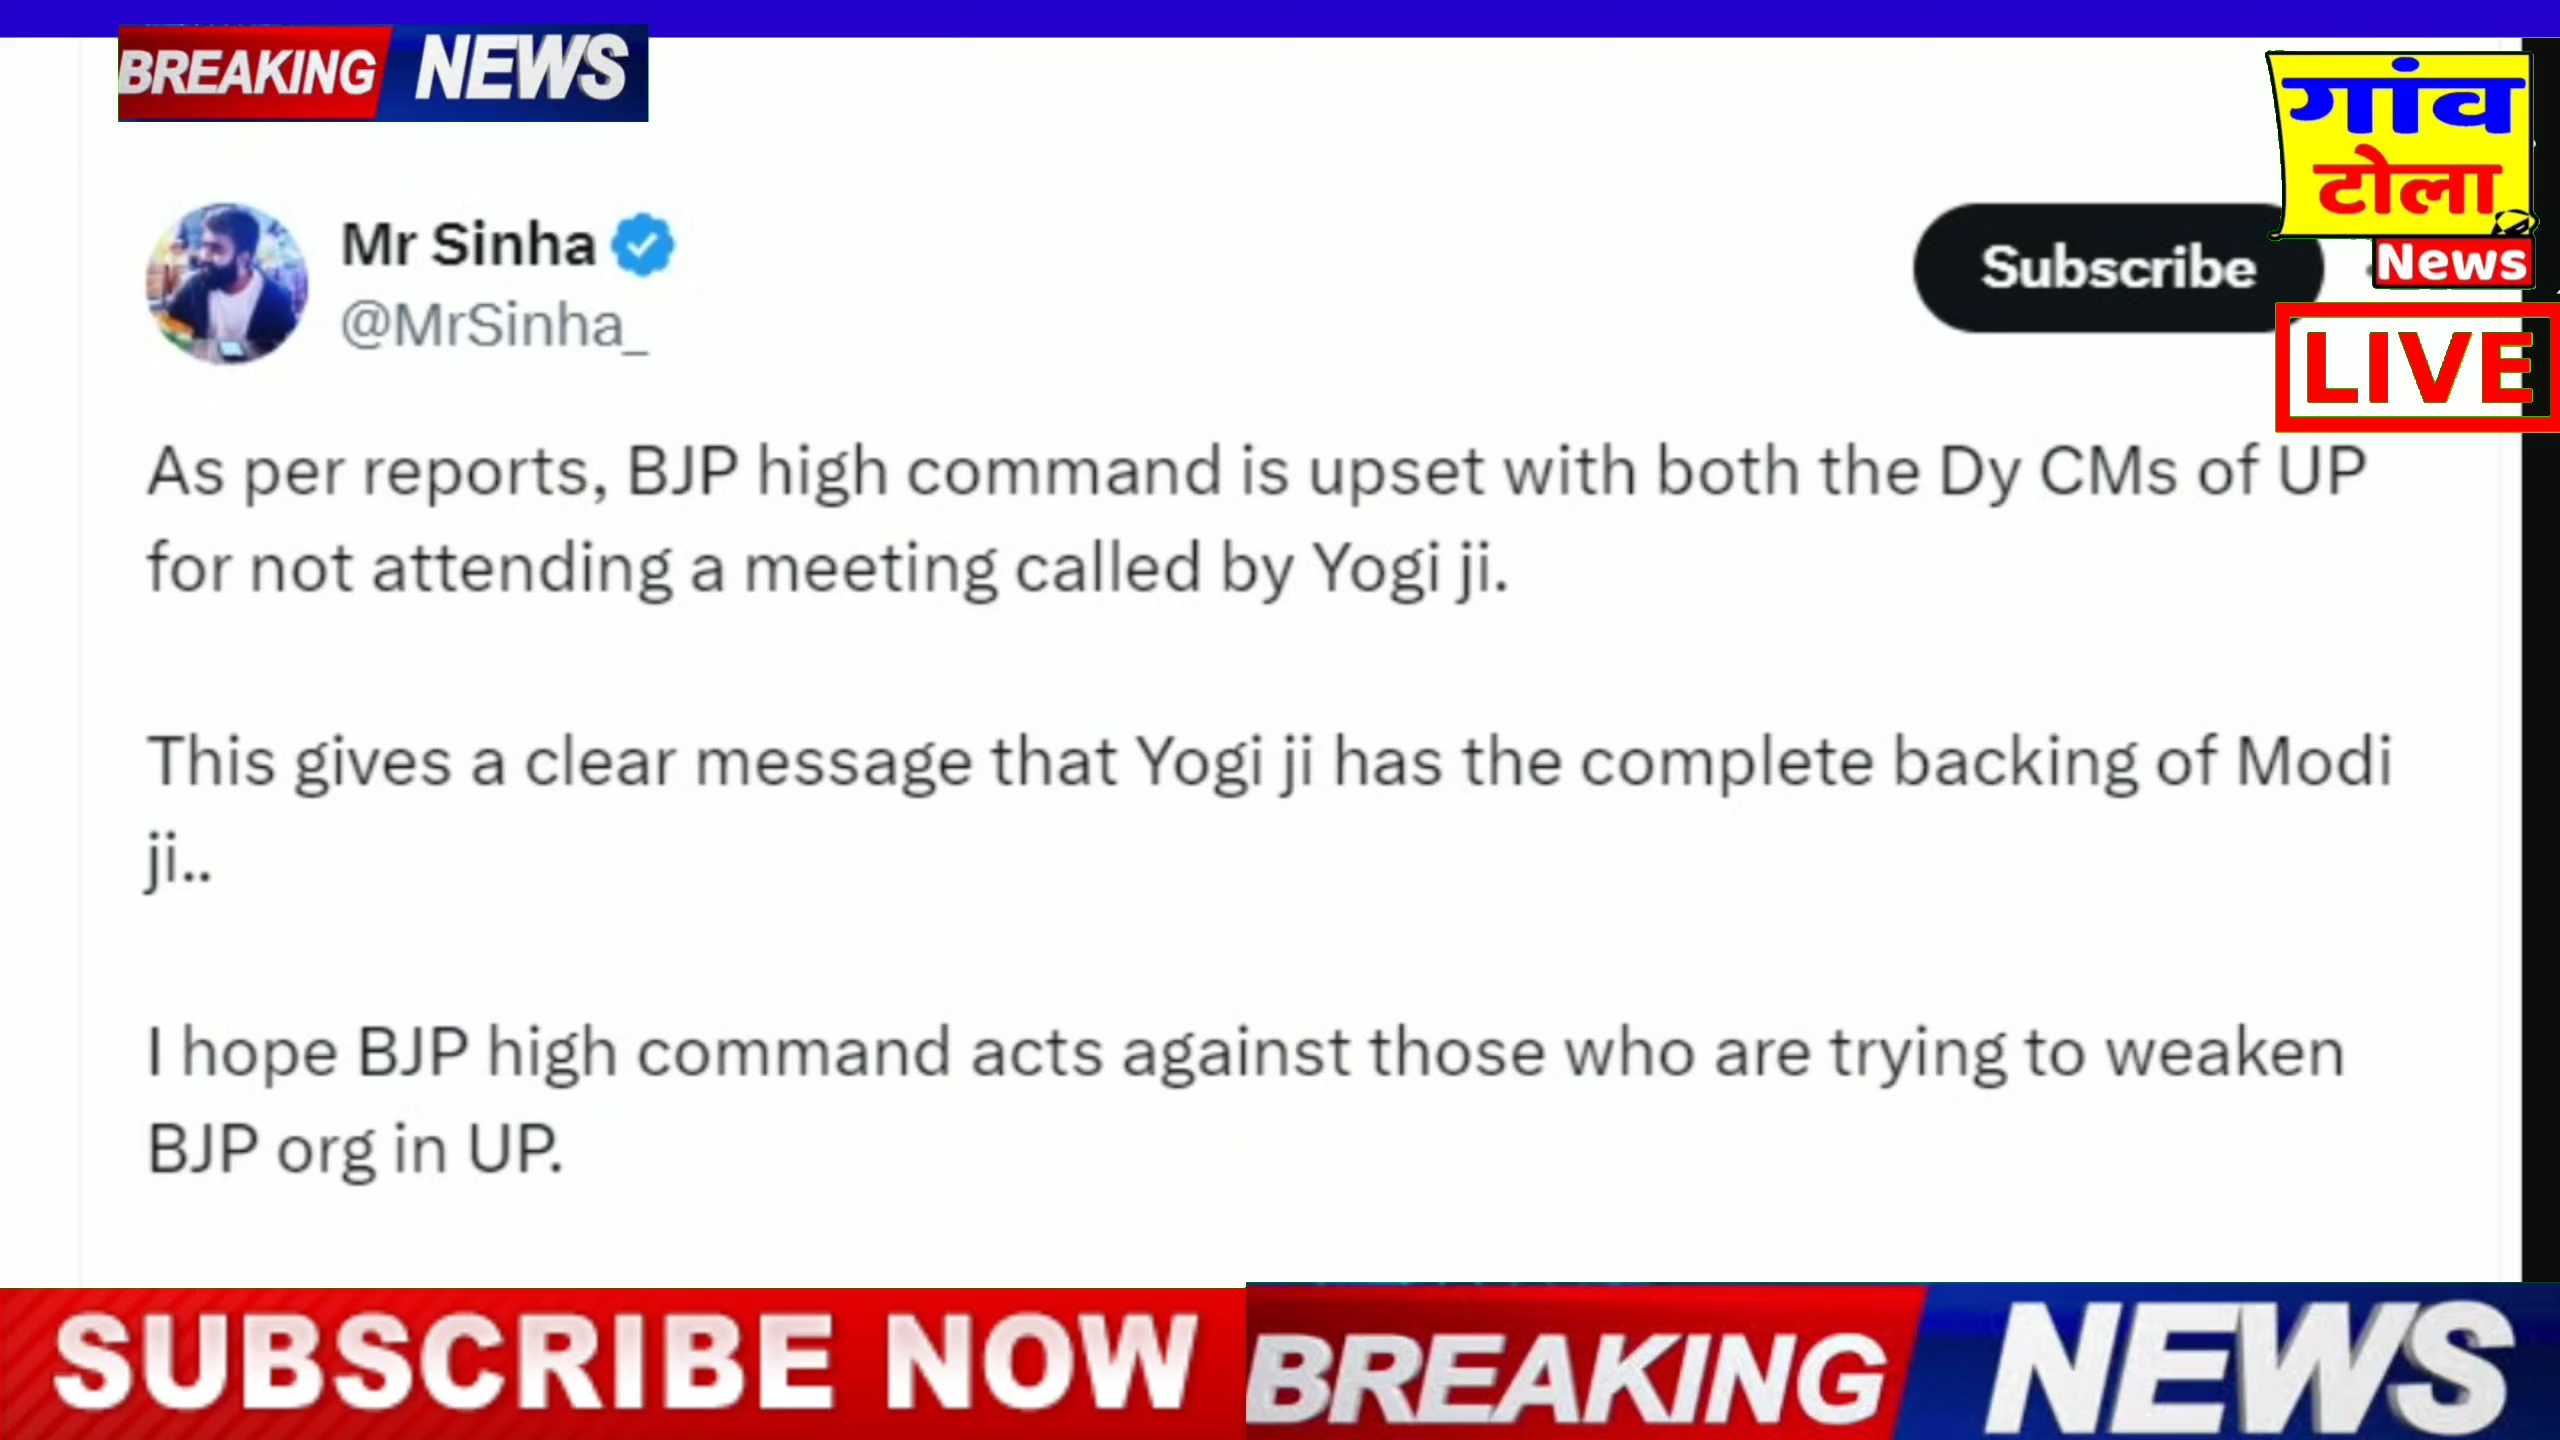 BREAKING NEWS
गांव
टोला
News
LIVE
Mr Sinha
@MrSinha_
Subscribe
As per reports, BJP high command is upset with both the Dy CMs of UP
for not attending a meeting called by Yogi ji.
This gives a clear message that Yogi ji has the complete backing of Modi
ji..
I hope BJP high command acts against those who are trying to weaken
BJP org in UP.
SUBSCRIBE NOW
BREAKING NEWS